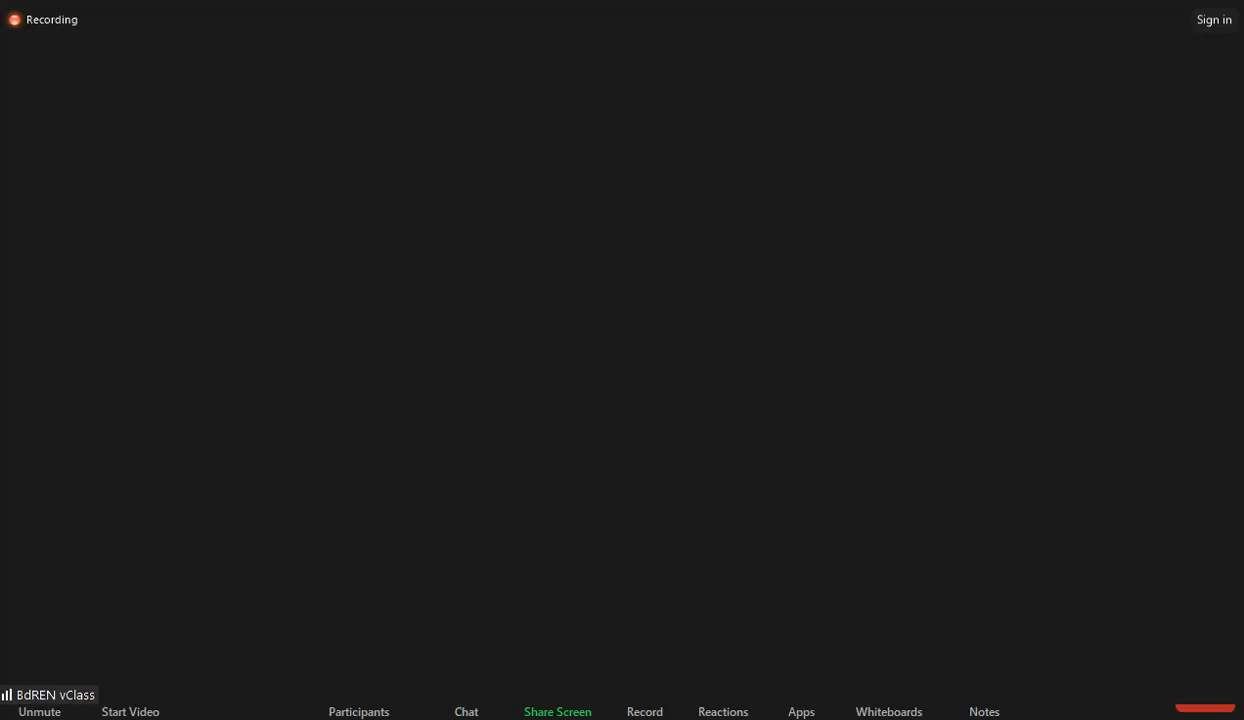 Recording
Sign in
BdREN vClass
Unmute
Start Video
Participants
Chat
Share Screen
Record
Reactions
Apps
Whiteboards
Notes